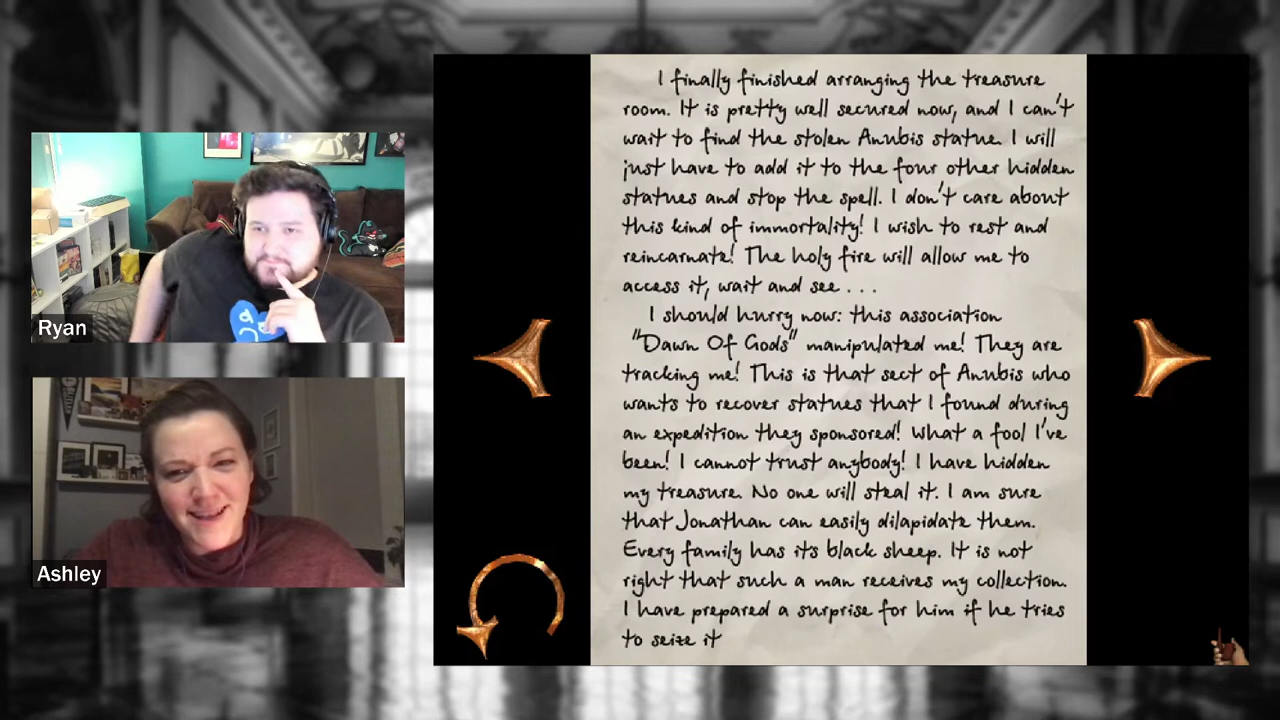 I finally finished arranging the treasure
room. It is pretty well secured now, and I can't
wait to find the stolen Anubis statue. I will
just have to add it to the four other hidden
statues and stop the spell. I don't care about
this kind of immortality! I wish to rest and
reincarnate! The holy fire will allow me to
access it, wait and see . . .
I should hurry now: this association
"Dawn Of Gods" manipulated me! They are
tracking me! This is that sect of Anubis who
wants to recover statues that I found during
an expedition they sponsored! What a fool I've
been! I cannot trust anybody! I have hidden
my treasure. No one will steal it. I am sure
that Jonathan can easily dilapidate them.
Every family has its black sheep. It is not
right that such a man receives my collection.
I have prepared a surprise for him if he tries
to seize it
Ryan
Ashley